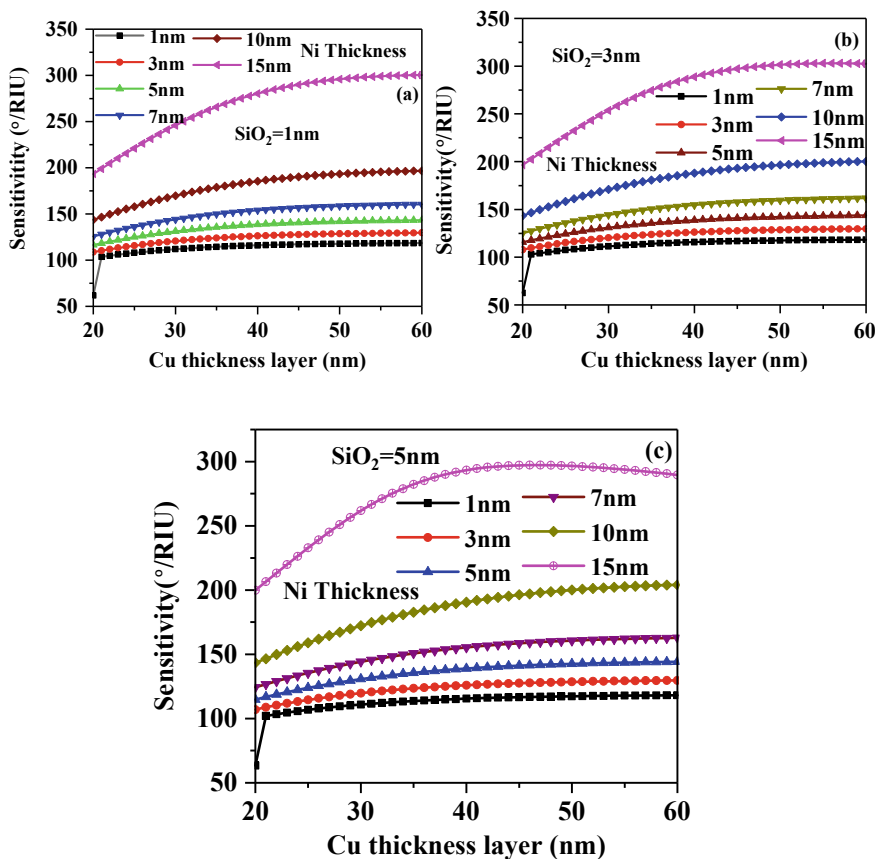 350
300
250
200
150
100
50
Sensitivitity (°/RIU)
1nm
3nm
5nm
7nm
10nm
15nm
Ni Thickness
(a)
SiO₂=1nm
20 30 40 50 60
Cu thickness layer (nm)
350
300
250
200
150
100
50
Sensitivity(°/RIU)
(b)
SiO₂=3nm
1nm
3nm
5nm
7nm
10nm
15nm
Ni Thickness
20 30 40 50 60
Cu thickness layer (nm)
300
250
200
150
100
50
Sensitivity(°/RIU)
(c)
SiO₂=5nm
1nm
3nm
5nm
7nm
10nm
15nm
Ni Thickness
20 30 40 50 60
Cu thickness layer (nm)